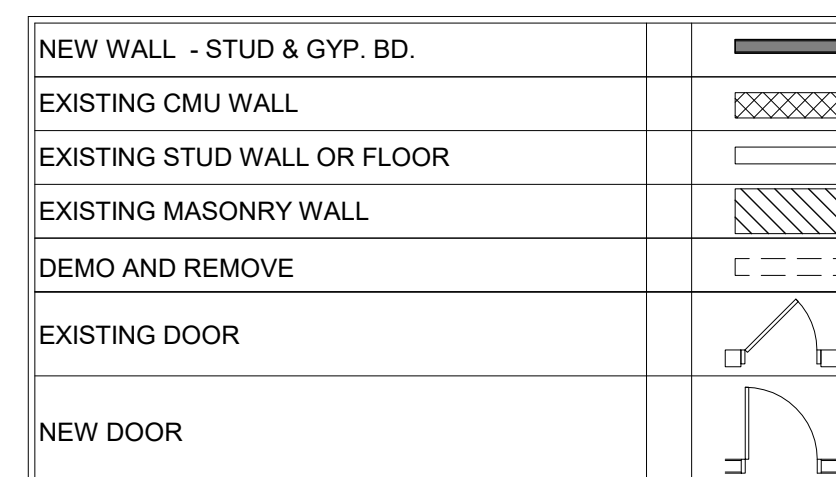 NEW WALL - STUD & GYP. BD.
EXISTING CMU WALL
EXISTING STUD WALL OR FLOOR
EXISTING MASONRY WALL
DEMO AND REMOVE
EXISTING DOOR
NEW DOOR